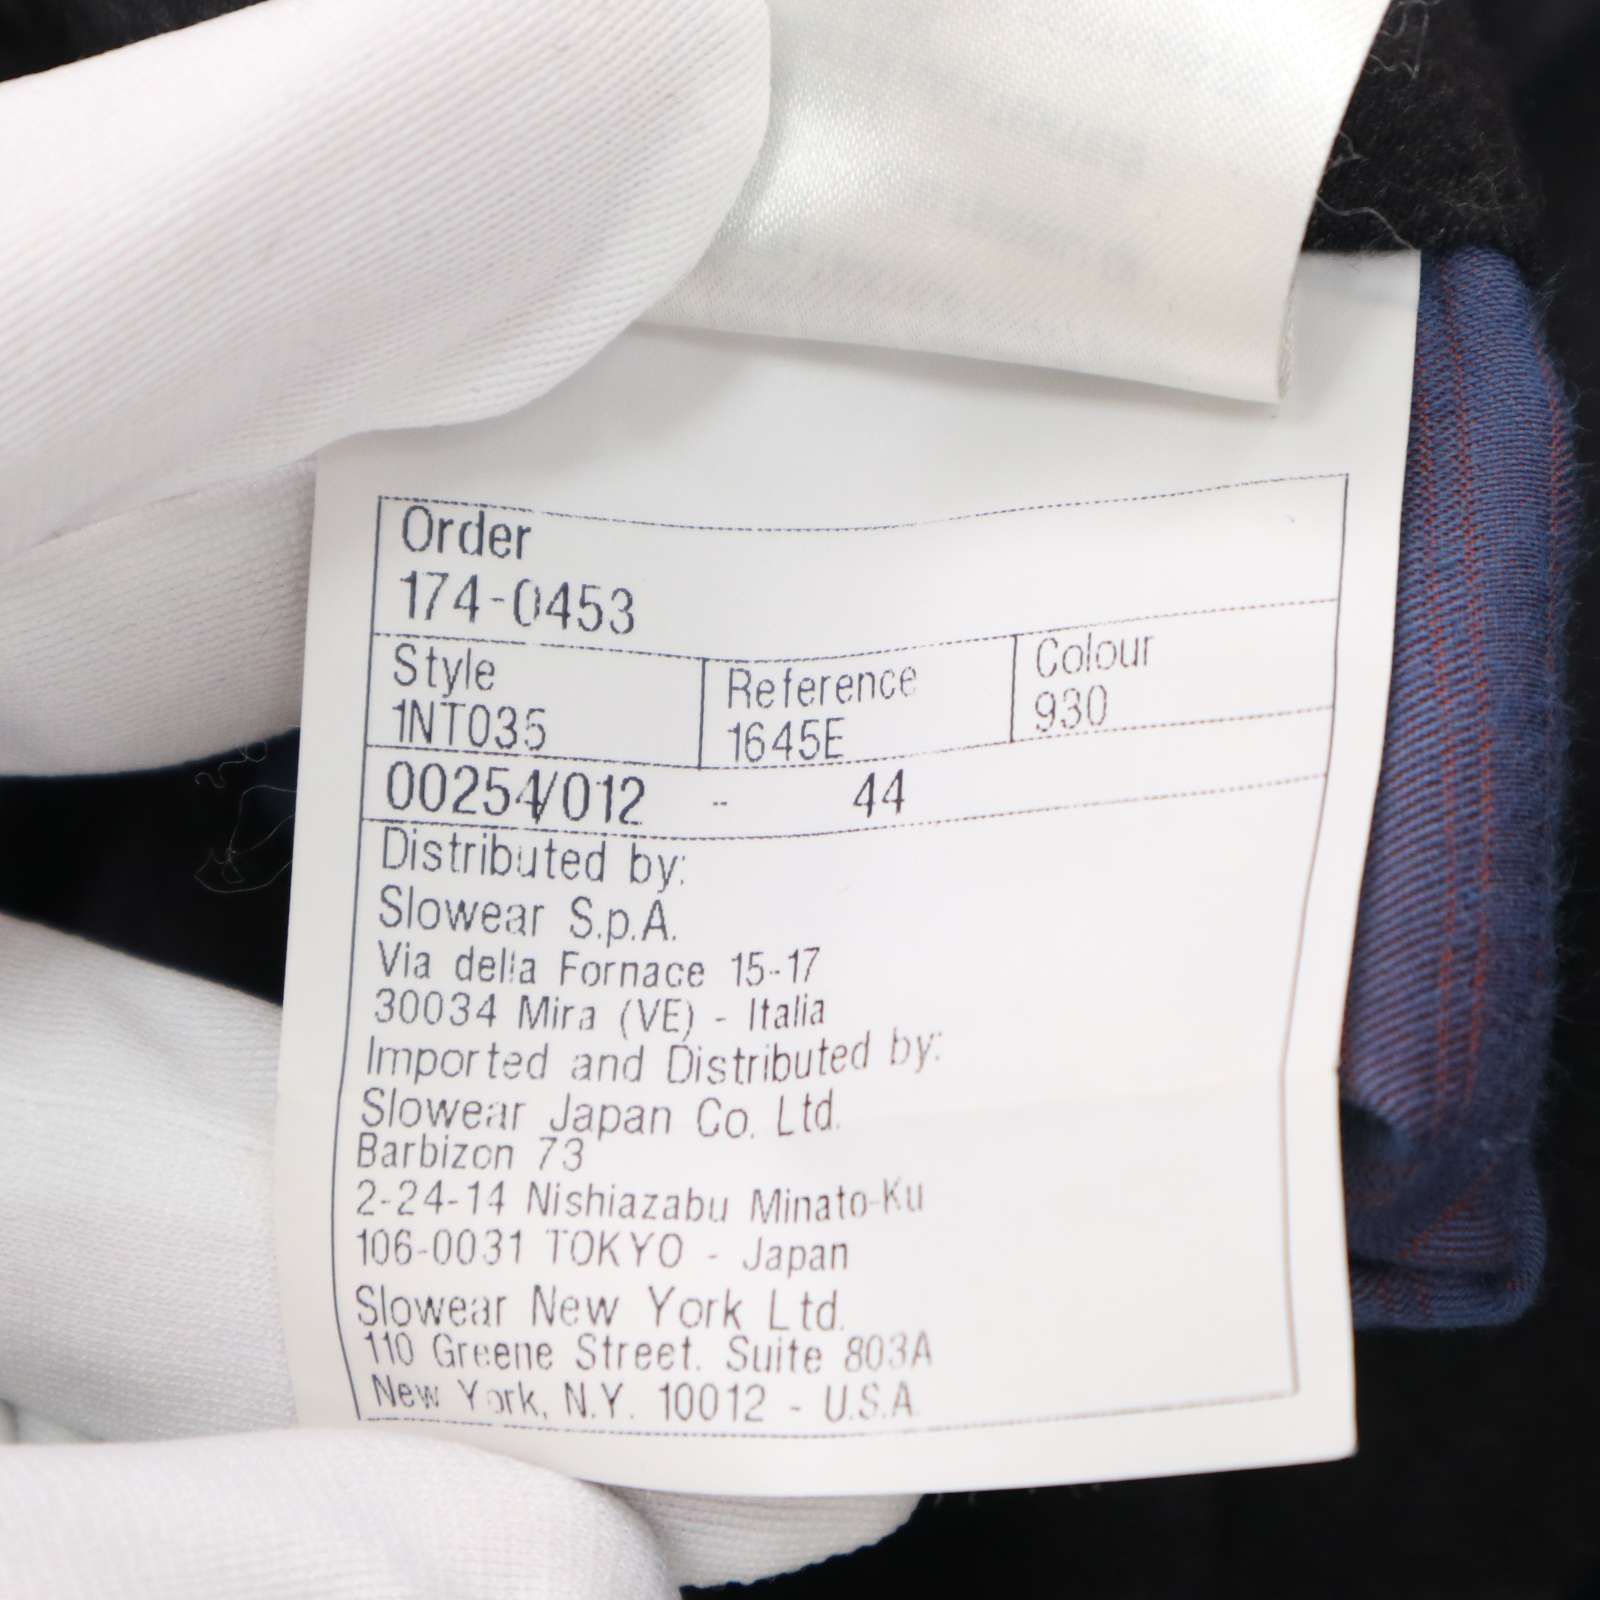 Order
174-0453
Style
1NT035
Reference
1645E
Colour
930
00254/012 - 44
Distributed by:
Slowear S.p.A.
Via della Fornace 15-17
30034 Mira (VE) - Italia
Imported and Distributed by:
Slowear Japan Co. Ltd.
Barbizon 73
2-24-14 Nishiazabu Minato-Ku
106-0031 TOKYO - Japan
Slowear New York Ltd.
110 Greene Street. Suite 803A
New York, N.Y. 10012 - U.S.A.